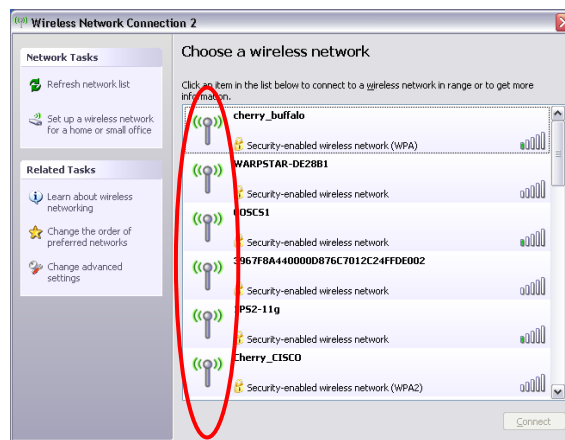 Wireless Network Connection 2
Network Tasks
Refresh network list
Set up a wireless network
for a home or small office
Related Tasks
Learn about wireless
networking
Change the order of
preferred networks
Change advanced
settings
Choose a wireless network
Click an item in the list below to connect to a wireless network in range or to get more
information.
cherry_buffalo
Security-enabled wireless network (WPA)
WARPSTAR-DE28B1
Security-enabled wireless network
Security-enabled wireless network
3967F8A440000D876C7012C24FFDE002
Security-enabled wireless network
Security-enabled wireless network
Cherry_CISCO
Security-enabled wireless network (WPA2)
Connect